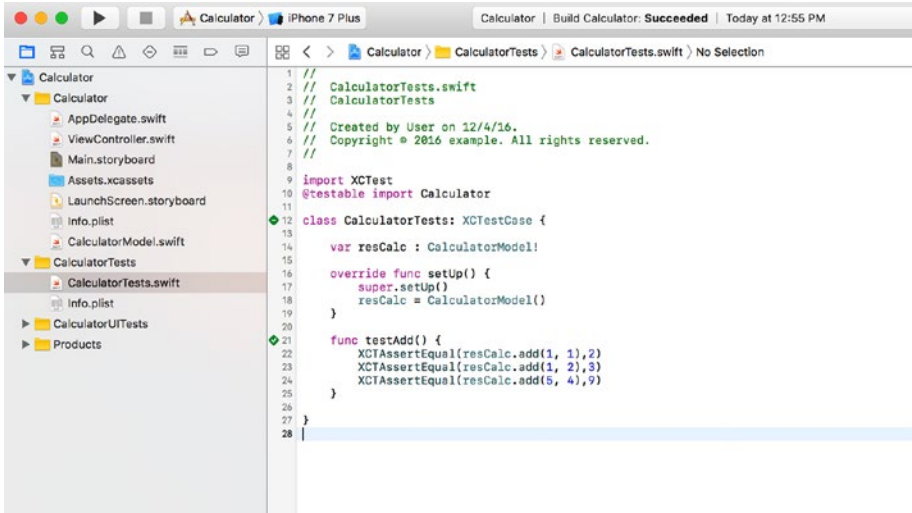 Calculator 〉 iPhone 7 Plus
Calculator | Build Calculator: Succeeded | Today at 12:55 PM
Calculator 〉 CalculatorTests 〉 CalculatorTests.swift 〉 No Selection
Calculator
Calculator
AppDelegate.swift
ViewController.swift
Main.storyboard
Assets.xcassets
LaunchScreen.storyboard
Info.plist
CalculatorModel.swift
CalculatorTests
CalculatorTests.swift
Info.plist
CalculatorUITests
Products
1 //
2 //  CalculatorTests.swift
3 //  CalculatorTests
4 //
5 //  Created by User on 12/4/16.
6 //  Copyright © 2016 example. All rights reserved.
7 //
8
9 import XCTest
10 @testable import Calculator
11
12 class CalculatorTests: XCTestCase {
13
14     var resCalc : CalculatorModel!
15
16     override func setUp() {
17         super.setUp()
18         resCalc = CalculatorModel()
19     }
20
21     func testAdd() {
22         XCTAssertEqual(resCalc.add(1, 1),2)
23         XCTAssertEqual(resCalc.add(1, 2),3)
24         XCTAssertEqual(resCalc.add(5, 4),9)
25     }
26
27 }
28